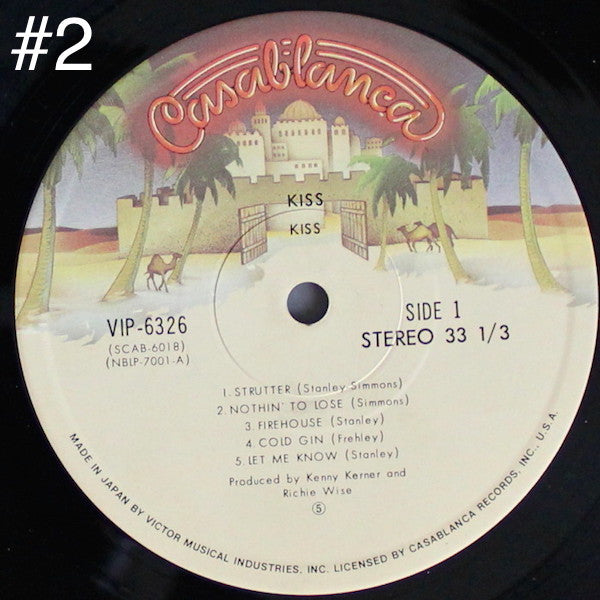 #2
Casablanca
KISS
KISS
VIP-6326
(SCAB-6018)
(NBLP-7001-A)
SIDE 1
STEREO 33 1/3
1. STRUTTER (Stanley Simmons)
2. NOTHIN' TO LOSE (Simmons)
3. FIREHOUSE (Stanley)
4. COLD GIN (Frehley)
5. LET ME KNOW (Stanley)
Produced by Kenny Kerner and
Richie Wise
⑤
MADE IN JAPAN BY VICTOR MUSICAL INDUSTRIES, INC. LICENSED BY CASABLANCA RECORDS, INC., U.S.A.